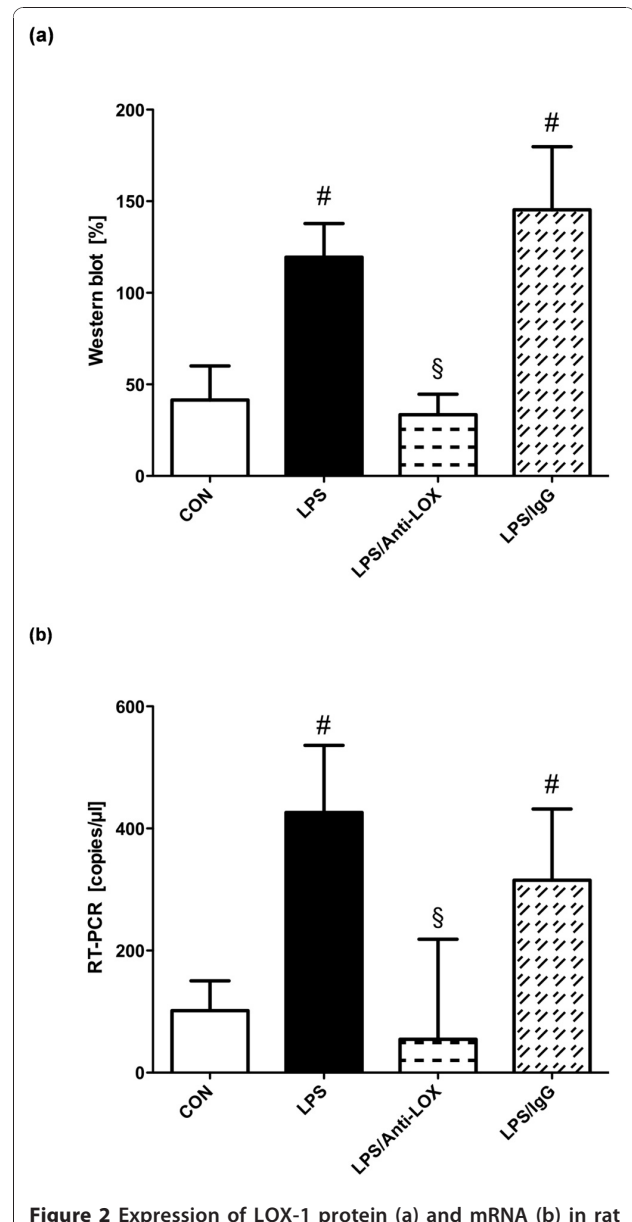 (a)
200
150
100
50
0
Western blot [%]
#
#
§
CON
LPS
LPS/Anti-LOX
LPS/IgG
(b)
600
400
200
0
RT-PCR [copies/µl]
#
#
§
CON
LPS
LPS/Anti-LOX
LPS/IgG
Figure 2 Expression of LOX-1 protein (a) and mRNA (b) in rat